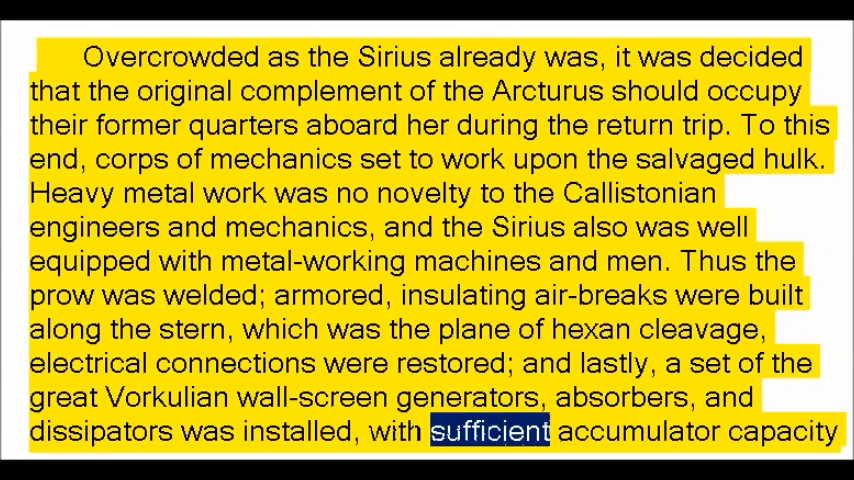 Overcrowded as the Sirius already was, it was decided
that the original complement of the Arcturus should occupy
their former quarters aboard her during the return trip. To this
end, corps of mechanics set to work upon the salvaged hulk.
Heavy metal work was no novelty to the Callistonian
engineers and mechanics, and the Sirius also was well
equipped with metal-working machines and men. Thus the
prow was welded; armored, insulating air-breaks were built
along the stern, which was the plane of hexan cleavage,
electrical connections were restored; and lastly, a set of the
great Vorkulian wall-screen generators, absorbers, and
dissipators was installed, with sufficient accumulator capacity